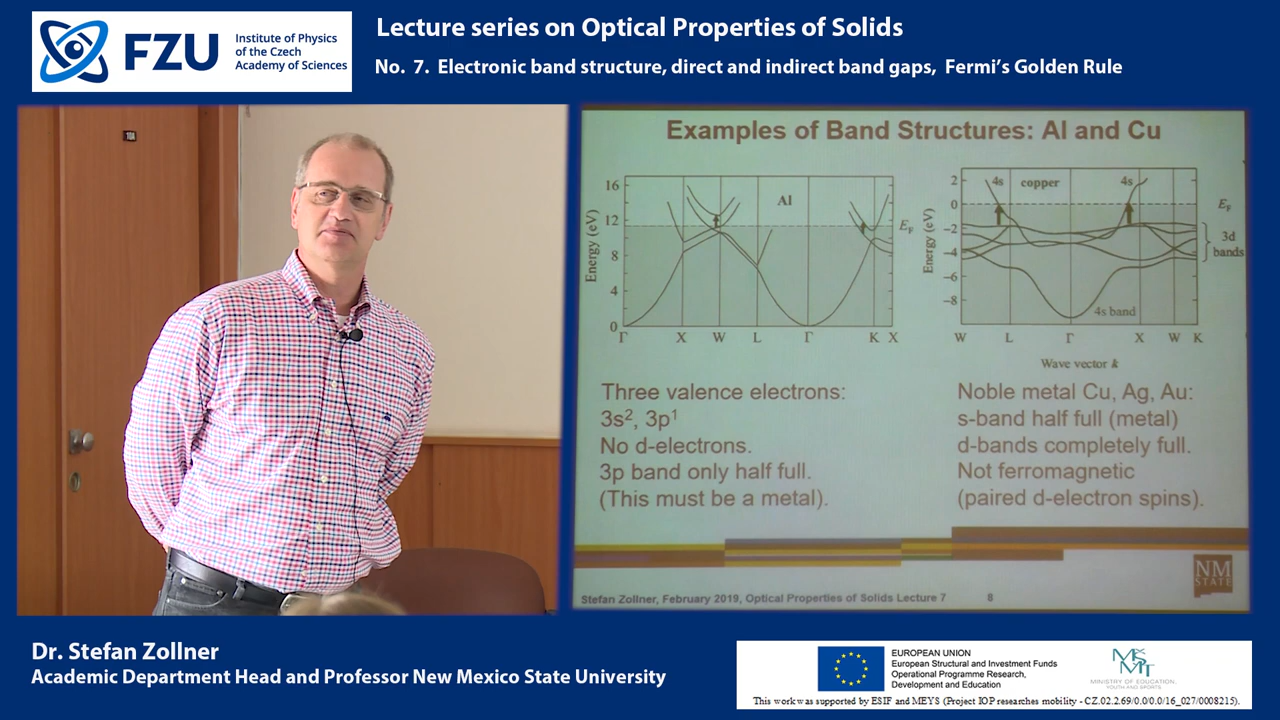 FZU
Institute of Physics
of the Czech
Academy of Sciences
Lecture series on Optical Properties of Solids
No. 7. Electronic band structure, direct and indirect band gaps, Fermi's Golden Rule
104
Examples of Band Structures: Al and Cu
16
12
8
4
0
Energy (eV)
Al
E_F
Γ X W L Γ K X
2
0
−2
−4
−6
−8
Energy (eV)
4s copper 4s
E_F
3d
bands
4s band
W L Γ X W K
Wave vector k
Three valence electrons:
3s², 3p¹
No d-electrons.
3p band only half full.
(This must be a metal).
Noble metal Cu, Ag, Au:
s-band half full (metal)
d-bands completely full.
Not ferromagnetic
(paired d-electron spins).
NM
STATE
Stefan Zollner, February 2019, Optical Properties of Solids Lecture 7 8
Dr. Stefan Zollner
Academic Department Head and Professor New Mexico State University
EUROPEAN UNION
European Structural and Investment Funds
Operational Programme Research,
Development and Education
MINISTRY OF EDUCATION,
YOUTH AND SPORTS
This work was supported by ESIF and MEYS (Project IOP researches mobility - CZ.02.2.69/0.0/0.0/16_027/0008215).